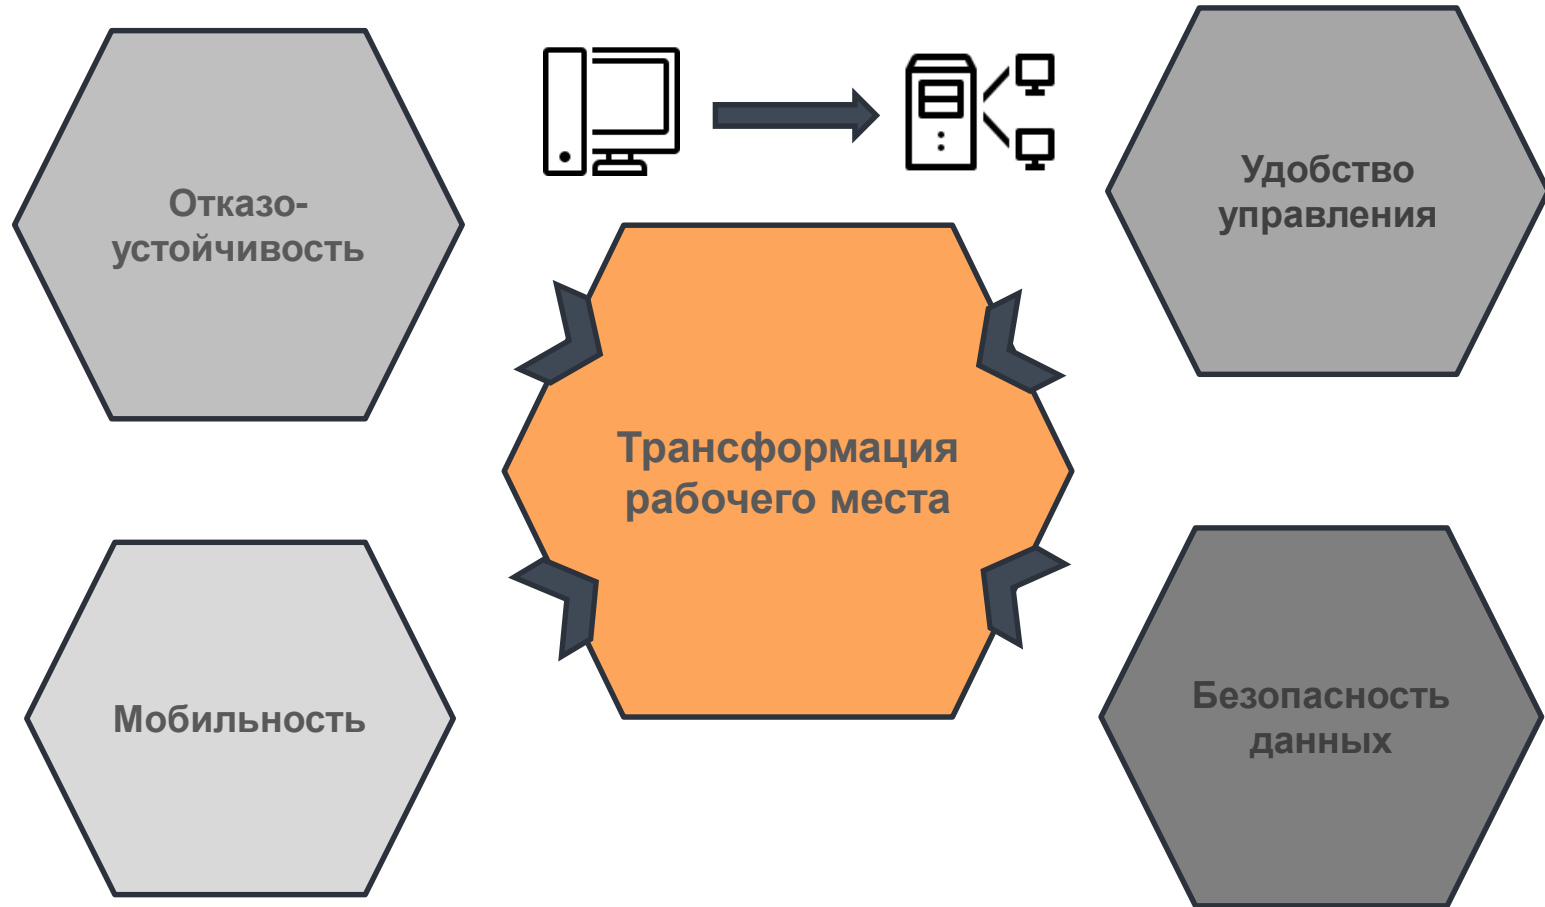 Отказо-
устойчивость
Удобство
управления
Трансформация
рабочего места
Мобильность
Безопасность
данных